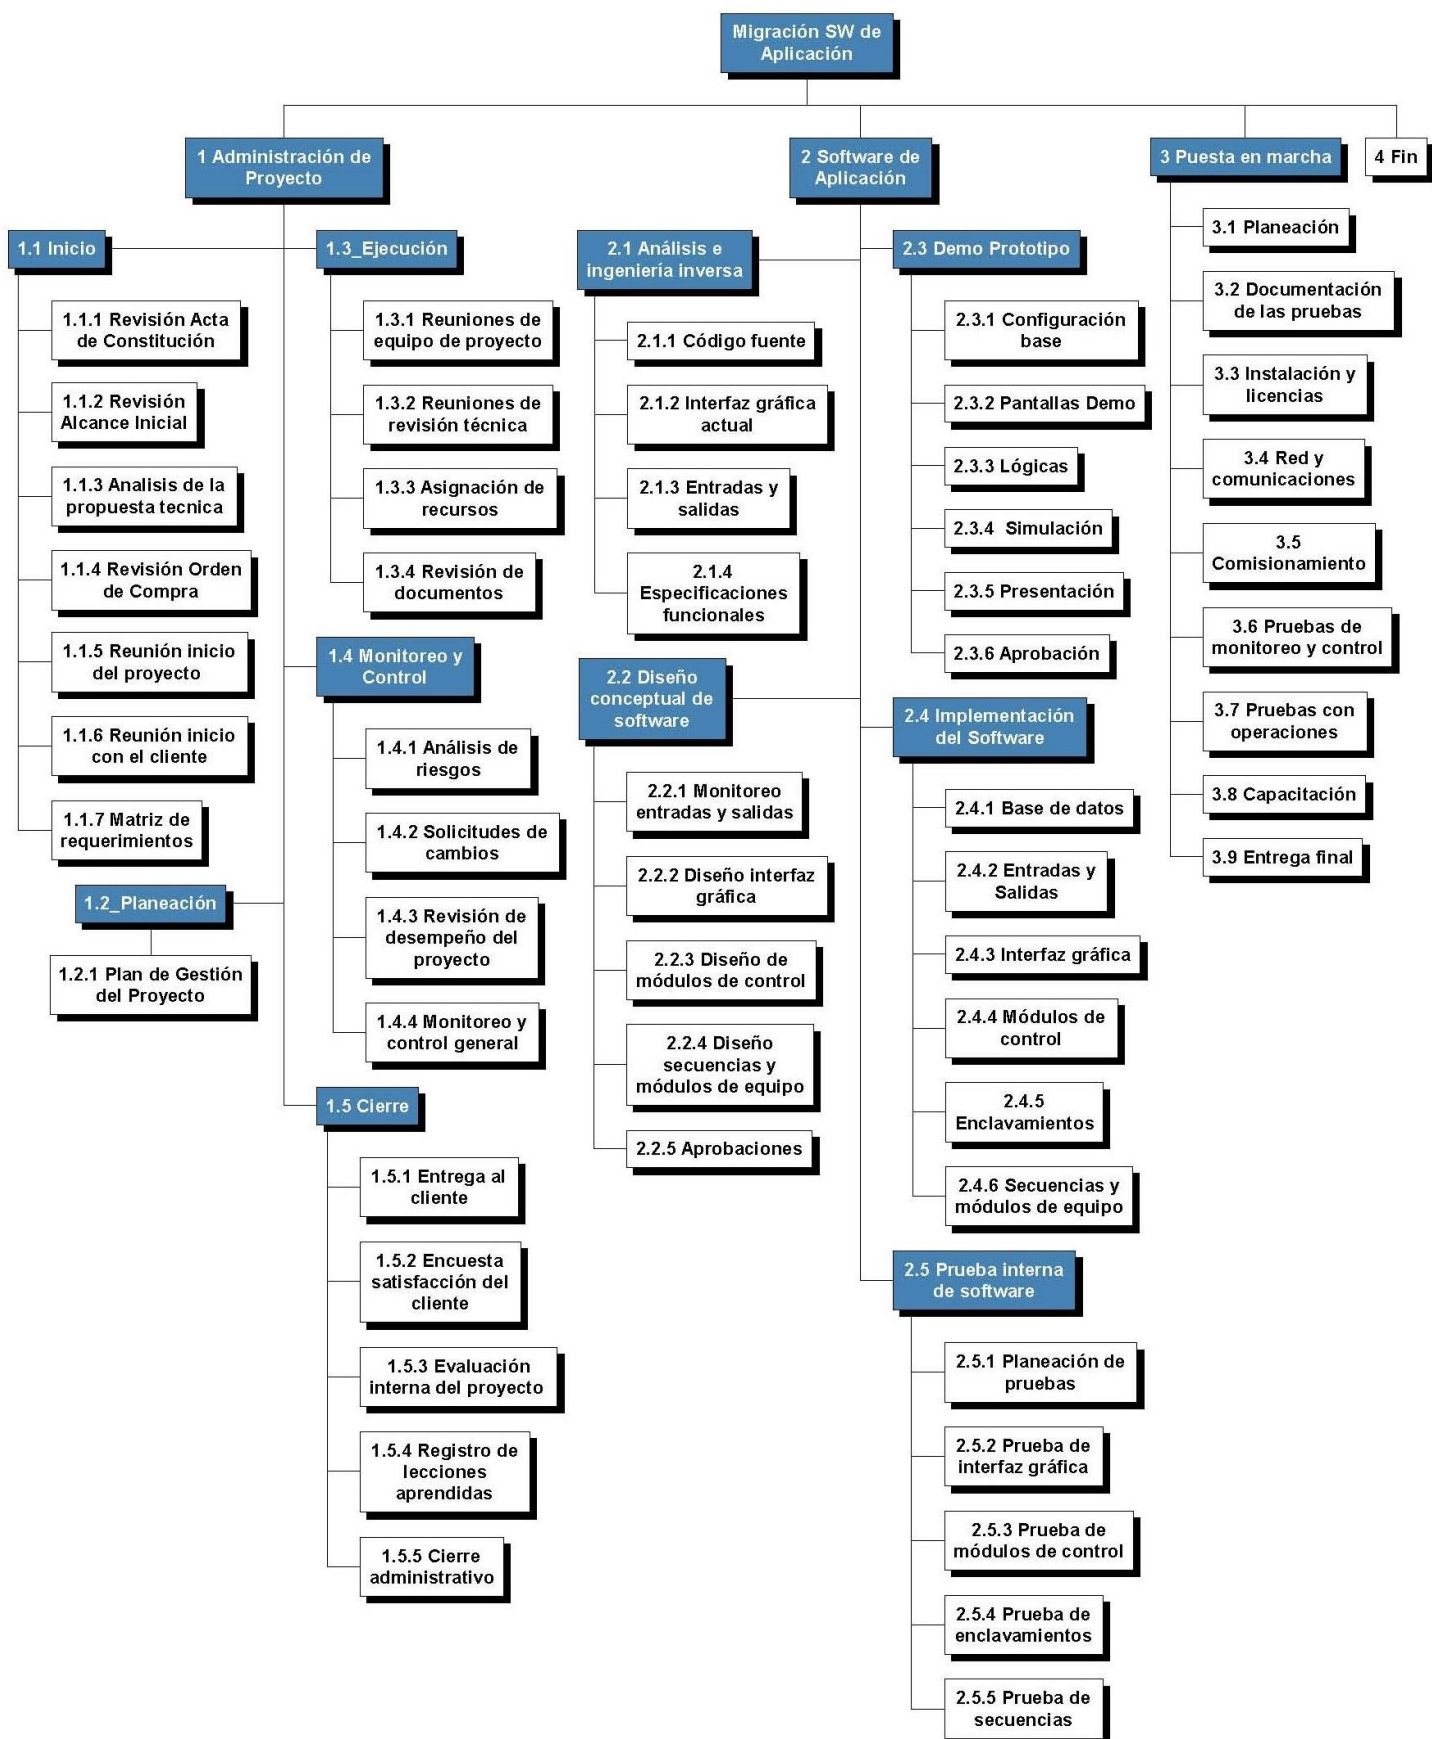 Migración SW de
Aplicación
1 Administración de
Proyecto
2 Software de
Aplicación
3 Puesta en marcha
4 Fin
1.1 Inicio
1.1.1 Revisión Acta
de Constitución
1.1.2 Revisión
Alcance Inicial
1.1.3 Analisis de la
propuesta tecnica
1.1.4 Revisión Orden
de Compra
1.1.5 Reunión inicio
del proyecto
1.1.6 Reunión inicio
con el cliente
1.1.7 Matriz de
requerimientos
1.2_Planeación
1.2.1 Plan de Gestión
del Proyecto
1.3_Ejecución
1.3.1 Reuniones de
equipo de proyecto
1.3.2 Reuniones de
revisión técnica
1.3.3 Asignación de
recursos
1.3.4 Revisión de
documentos
1.4 Monitoreo y
Control
1.4.1 Análisis de
riesgos
1.4.2 Solicitudes de
cambios
1.4.3 Revisión de
desempeño del
proyecto
1.4.4 Monitoreo y
control general
1.5 Cierre
1.5.1 Entrega al
cliente
1.5.2 Encuesta
satisfacción del
cliente
1.5.3 Evaluación
interna del proyecto
1.5.4 Registro de
lecciones
aprendidas
1.5.5 Cierre
administrativo
2.1 Análisis e
ingeniería inversa
2.1.1 Código fuente
2.1.2 Interfaz gráfica
actual
2.1.3 Entradas y
salidas
2.1.4
Especificaciones
funcionales
2.2 Diseño
conceptual de
software
2.2.1 Monitoreo
entradas y salidas
2.2.2 Diseño interfaz
gráfica
2.2.3 Diseño de
módulos de control
2.2.4 Diseño
secuencias y
módulos de equipo
2.2.5 Aprobaciones
2.3 Demo Prototipo
2.3.1 Configuración
base
2.3.2 Pantallas Demo
2.3.3 Lógicas
2.3.4 Simulación
2.3.5 Presentación
2.3.6 Aprobación
2.4 Implementación
del Software
2.4.1 Base de datos
2.4.2 Entradas y
Salidas
2.4.3 Interfaz gráfica
2.4.4 Módulos de
control
2.4.5
Enclavamientos
2.4.6 Secuencias y
módulos de equipo
2.5 Prueba interna
de software
2.5.1 Planeación de
pruebas
2.5.2 Prueba de
interfaz gráfica
2.5.3 Prueba de
módulos de control
2.5.4 Prueba de
enclavamientos
2.5.5 Prueba de
secuencias
3.1 Planeación
3.2 Documentación
de las pruebas
3.3 Instalación y
licencias
3.4 Red y
comunicaciones
3.5
Comisionamiento
3.6 Pruebas de
monitoreo y control
3.7 Pruebas con
operaciones
3.8 Capacitación
3.9 Entrega final